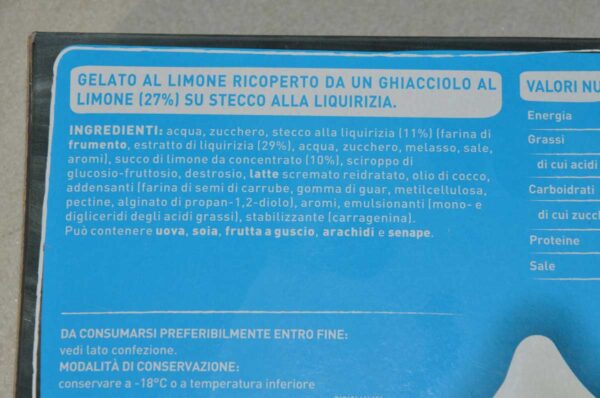 GELATO AL LIMONE RICOPERTO DA UN GHIACCIOLO AL
LIMONE (27%) SU STECCO ALLA LIQUIRIZIA.
INGREDIENTI: acqua, zucchero, stecco alla liquirizia (11%) (farina di
frumento, estratto di liquirizia (29%), acqua, zucchero, melasso, sale,
aromi), succo di limone da concentrato (10%), sciroppo di
glucosio-fruttosio, destrosio, latte scremato reidratato, olio di cocco,
addensanti (farina di semi di carrube, gomma di guar, metilcellulosa,
pectine, alginato di propan-1,2-diolo), aromi, emulsionanti (mono- e
digliceridi degli acidi grassi), stabilizzante (carragenina).
Può contenere uova, soia, frutta a guscio, arachidi e senape.
DA CONSUMARSI PREFERIBILMENTE ENTRO FINE:
vedi lato confezione.
MODALITÀ DI CONSERVAZIONE:
conservare a -18°C o a temperatura inferiore
VALORI NU
Energia
Grassi
di cui acidi
Carboidrati
di cui zucch
Proteine
Sale